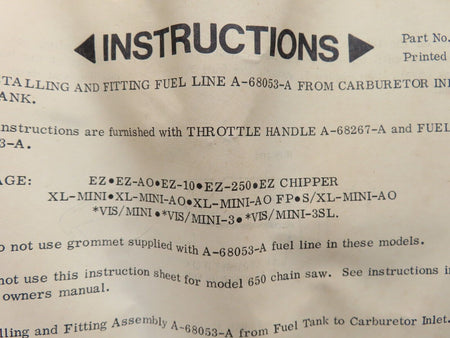 INSTRUCTIONS
Part No.
Printed
TALLING AND FITTING FUEL LINE A-68053-A FROM CARBURETOR INL
ANK.
instructions are furnished with THROTTLE HANDLE A-68267-A and FUEL
3-A.
AGE: EZ•EZ-AO•EZ-10•EZ-250•EZ CHIPPER
XL-MINI•XL-MINI-AO•XL-MINI-AO FP•S/XL-MINI-AO
*VIS/MINI•*VIS/MINI-3•*VIS/MINI-3SL.
o not use grommet supplied with A-68053-A fuel line in these models.
not use this instruction sheet for model 650 chain saw. See instructions i
owners manual.
lling and Fitting Assembly A-68053-A from Fuel Tank to Carburetor Inlet.